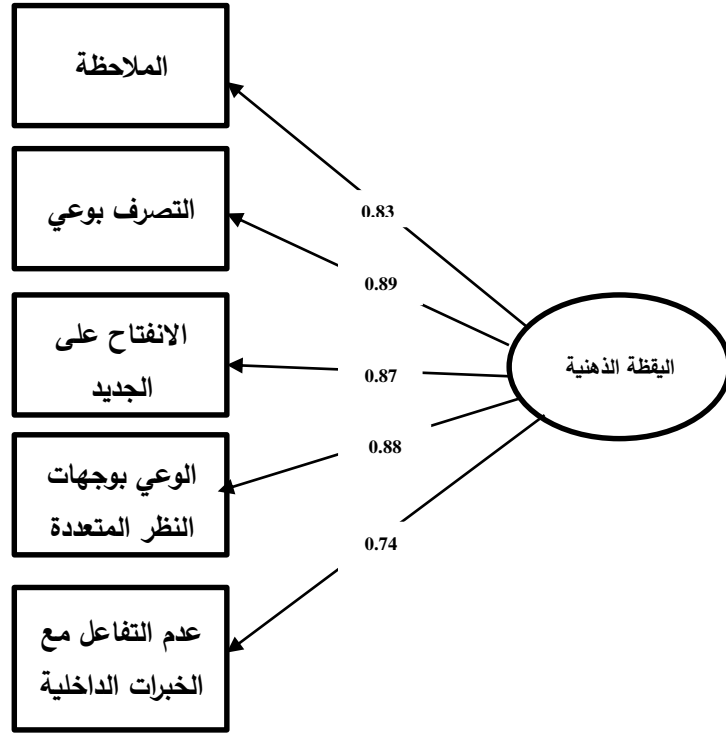 الملاحظة
التصرف بوعي
0.83
0.89
الانفتاح على
الجديد
اليقظة الذهنية
0.87
0.88
الوعي بوجهات
النظر المتعددة
0.74
عدم التفاعل مع
الخبرات الداخلية